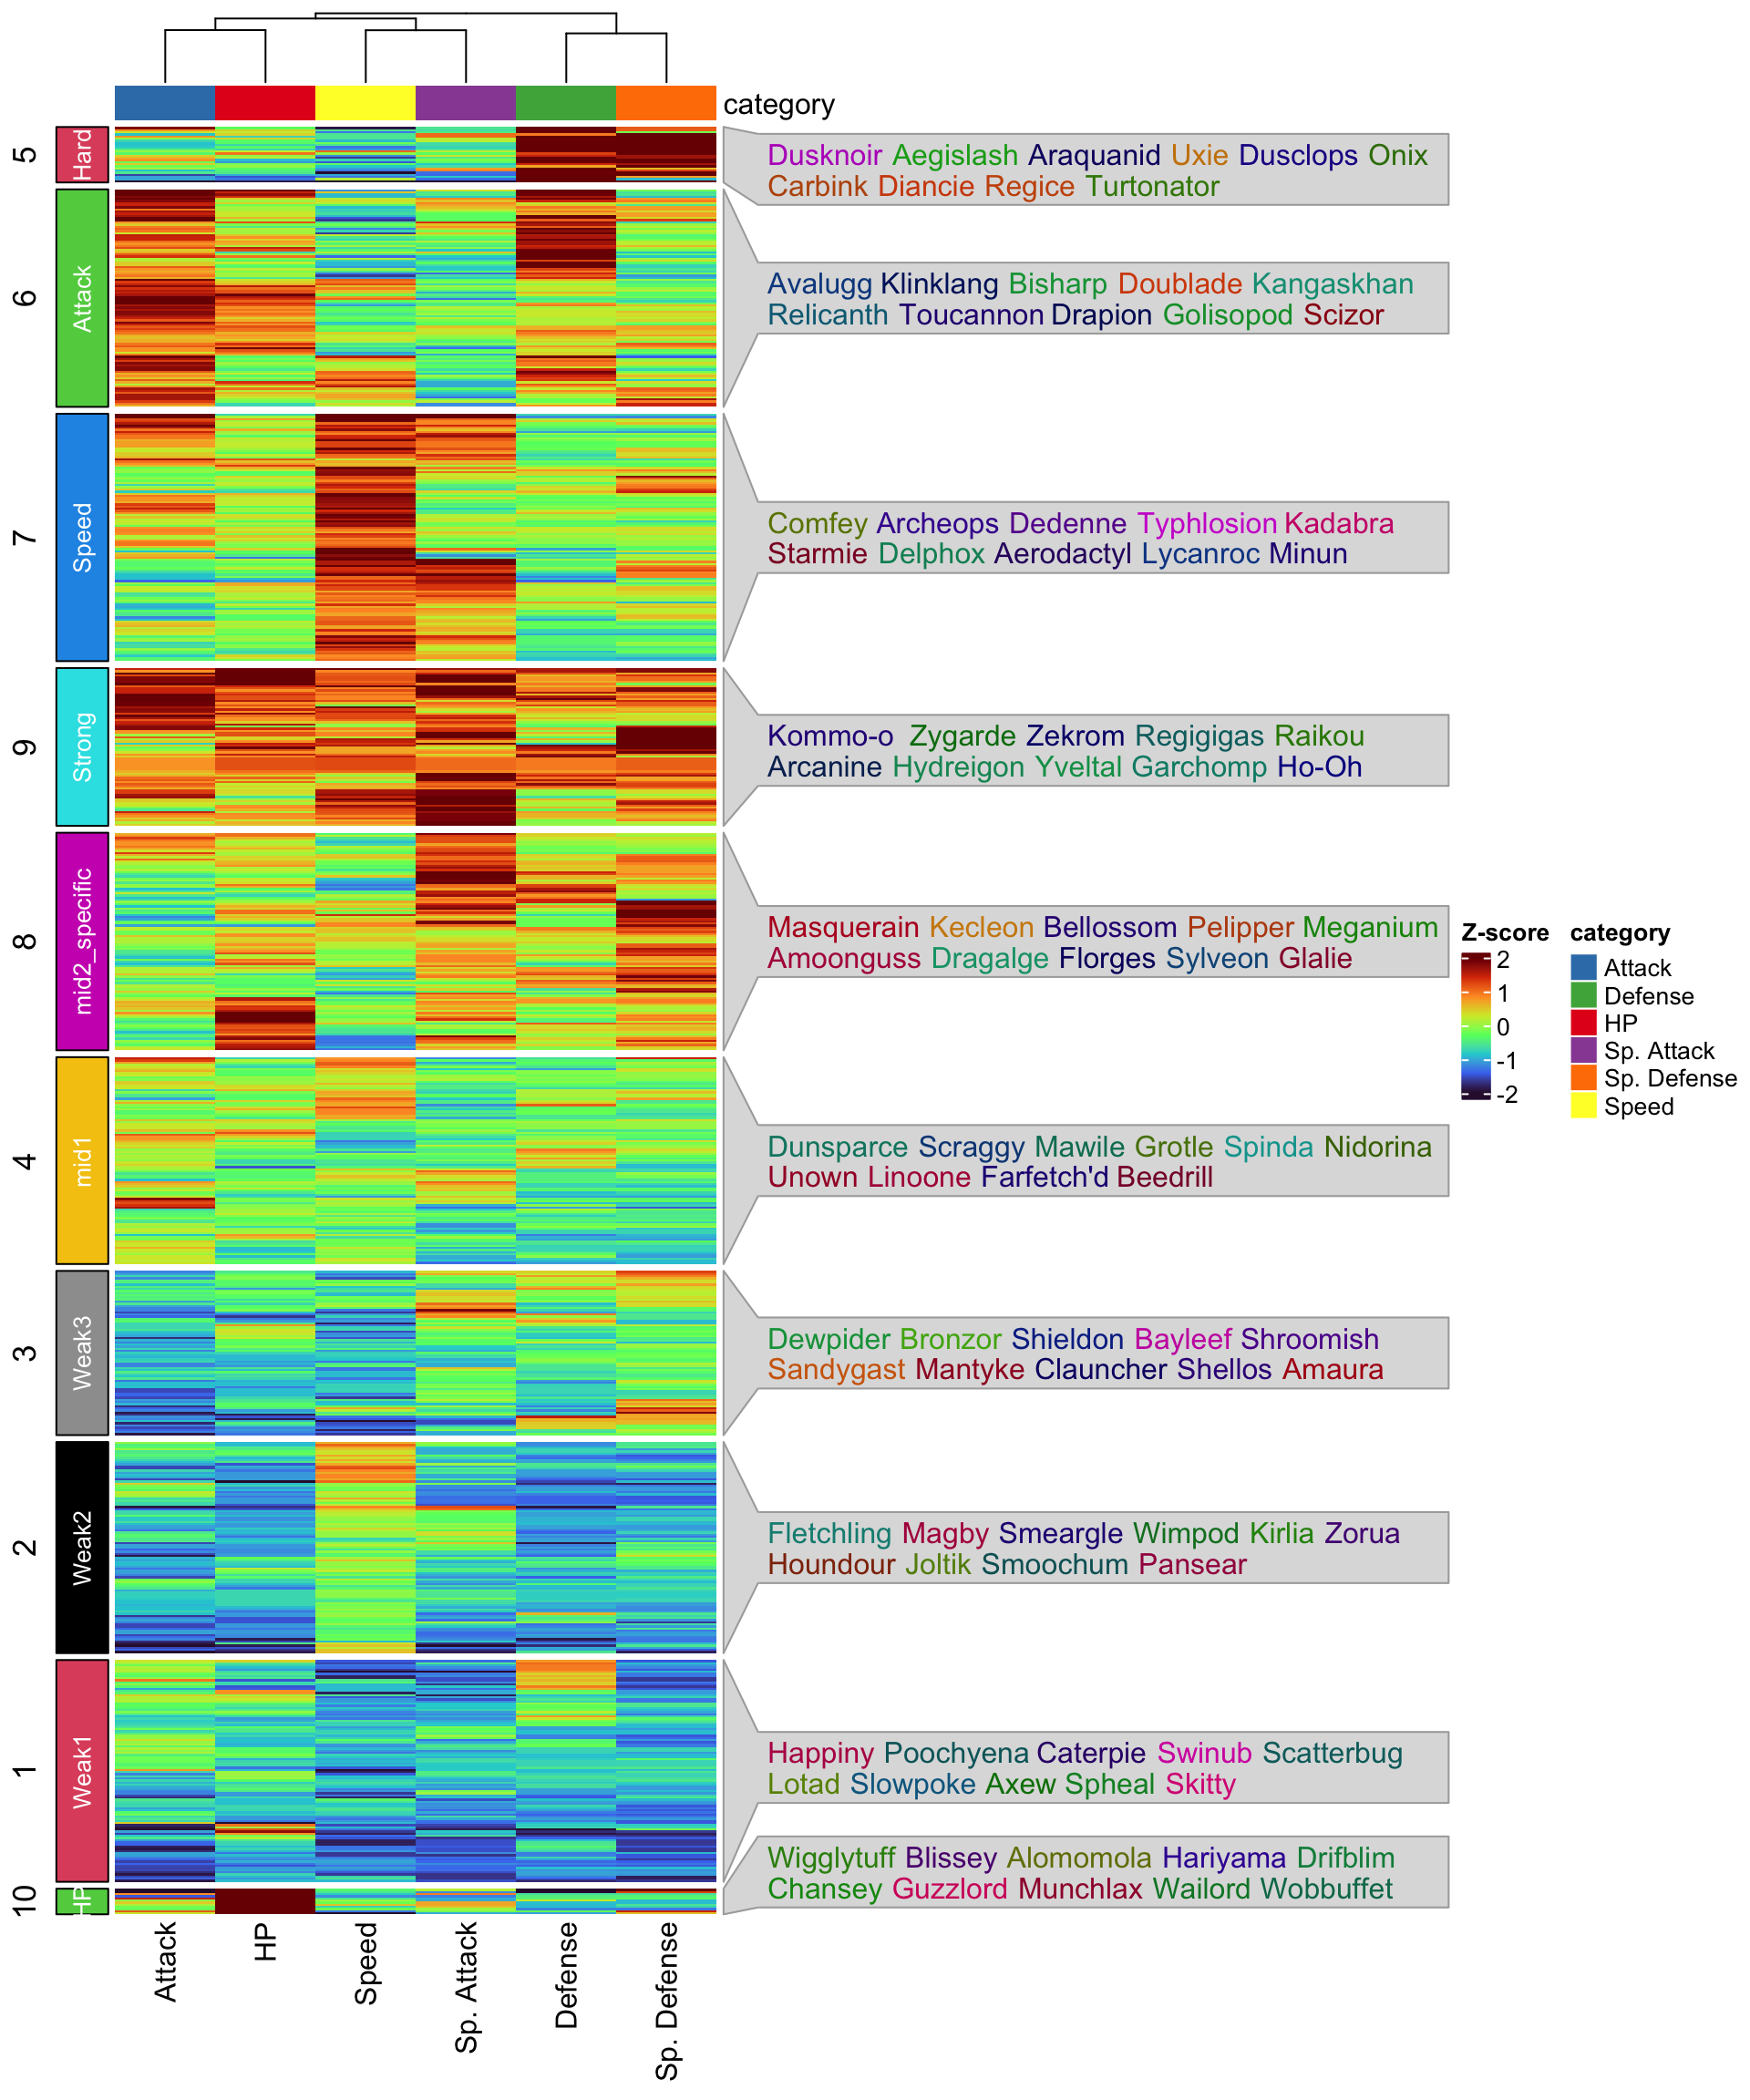 category
5
Hard
Dusknoir Aegislash Araquanid Uxie Dusclops Onix
Carbink Diancie Regice Turtonator
6
Attack
Avalugg Klinklang Bisharp Doublade Kangaskhan
Relicanth Toucannon Drapion Golisopod Scizor
7
Speed
Comfey Archeops Dedenne Typhlosion Kadabra
Starmie Delphox Aerodactyl Lycanroc Minun
9
Strong
Kommo-o Zygarde Zekrom Regigigas Raikou
Arcanine Hydreigon Yveltal Garchomp Ho-Oh
8
mid2_specific
Masquerain Kecleon Bellossom Pelipper Meganium
Amoonguss Dragalge Florges Sylveon Glalie
4
mid1
Dunsparce Scraggy Mawile Grotle Spinda Nidorina
Unown Linoone Farfetch'd Beedrill
3
Weak3
Dewpider Bronzor Shieldon Bayleef Shroomish
Sandygast Mantyke Clauncher Shellos Amaura
2
Weak2
Fletchling Magby Smeargle Wimpod Kirlia Zorua
Houndour Joltik Smoochum Pansear
1
Weak1
Happiny Poochyena Caterpie Swinub Scatterbug
Lotad Slowpoke Axew Spheal Skitty
10
HP
Wigglytuff Blissey Alomomola Hariyama Drifblim
Chansey Guzzlord Munchlax Wailord Wobbuffet
Attack
HP
Speed
Sp. Attack
Defense
Sp. Defense
Z-score
2
1
0
-1
-2
category
Attack
Defense
HP
Sp. Attack
Sp. Defense
Speed